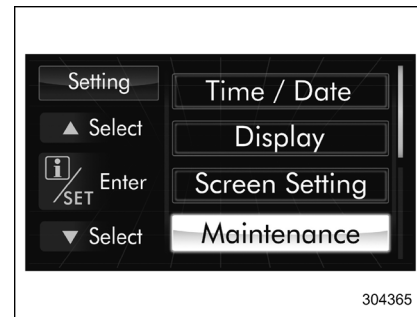 Setting
▲ Select
i/SET Enter
▼ Select
Time / Date
Display
Screen Setting
Maintenance
304365